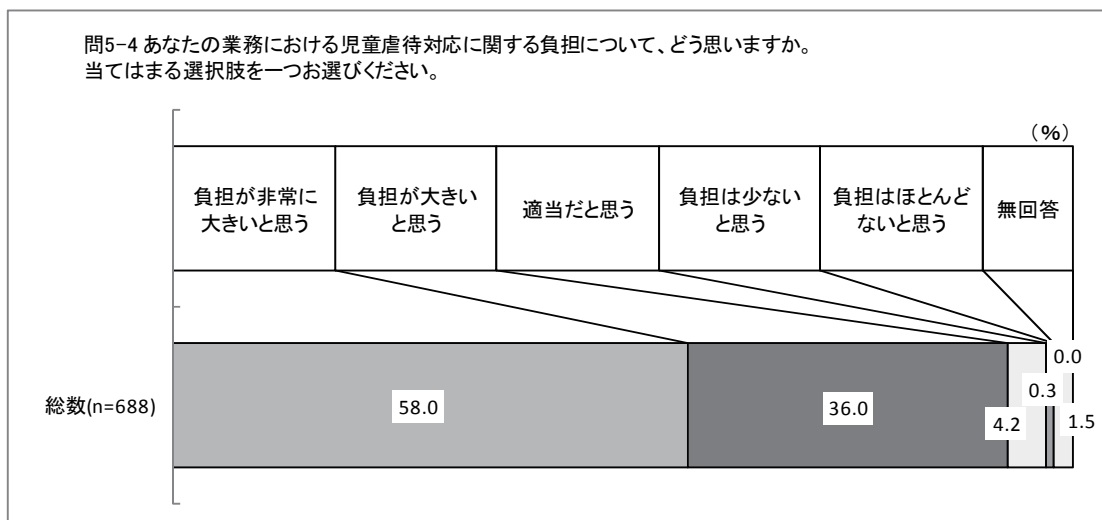 問5-4 あなたの業務における児童虐待対応に関する負担について、どう思いますか。
当てはまる選択肢を一つお選びください。
（%）
負担が非常に
大きいと思う
負担が大きい
と思う
適当だと思う
負担は少ない
と思う
負担はほとんど
ないと思う
無回答
総数(n=688)
58.0
36.0
4.2
0.3
0.0
1.5